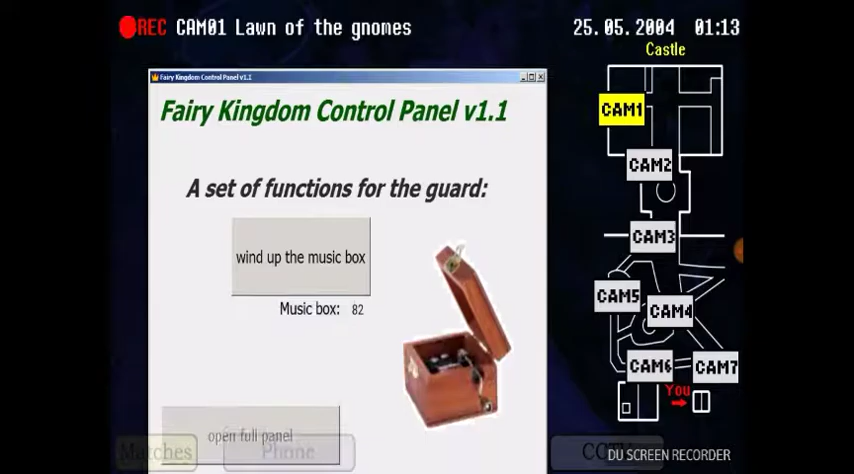 REC CAM01 Lawn of the gnomes
25.05.2004 01:13
Castle
Fairy Kingdom Control Panel v1.1
Fairy Kingdom Control Panel v1.1
A set of functions for the guard:
wind up the music box
Music box: 82
open full panel
Matches
Phone
CCTV
CAM1
CAM2
CAM3
CAM5
CAM4
CAM6
CAM7
You
DU SCREEN RECORDER